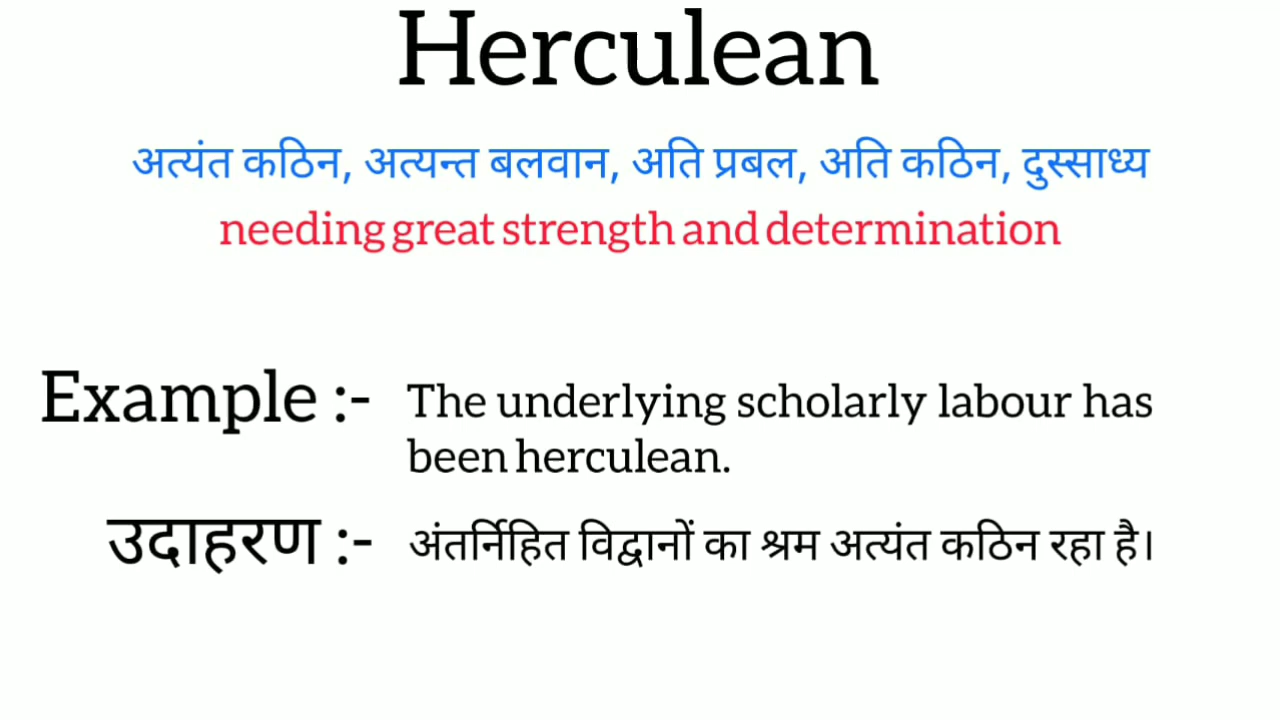 Herculean
अत्यंत कठिन, अत्यन्त बलवान, अति प्रबल, अति कठिन, दुस्साध्य
needing great strength and determination
Example :- The underlying scholarly labour has
been herculean.
उदाहरण :- अंतर्निहित विद्वानों का श्रम अत्यंत कठिन रहा है।